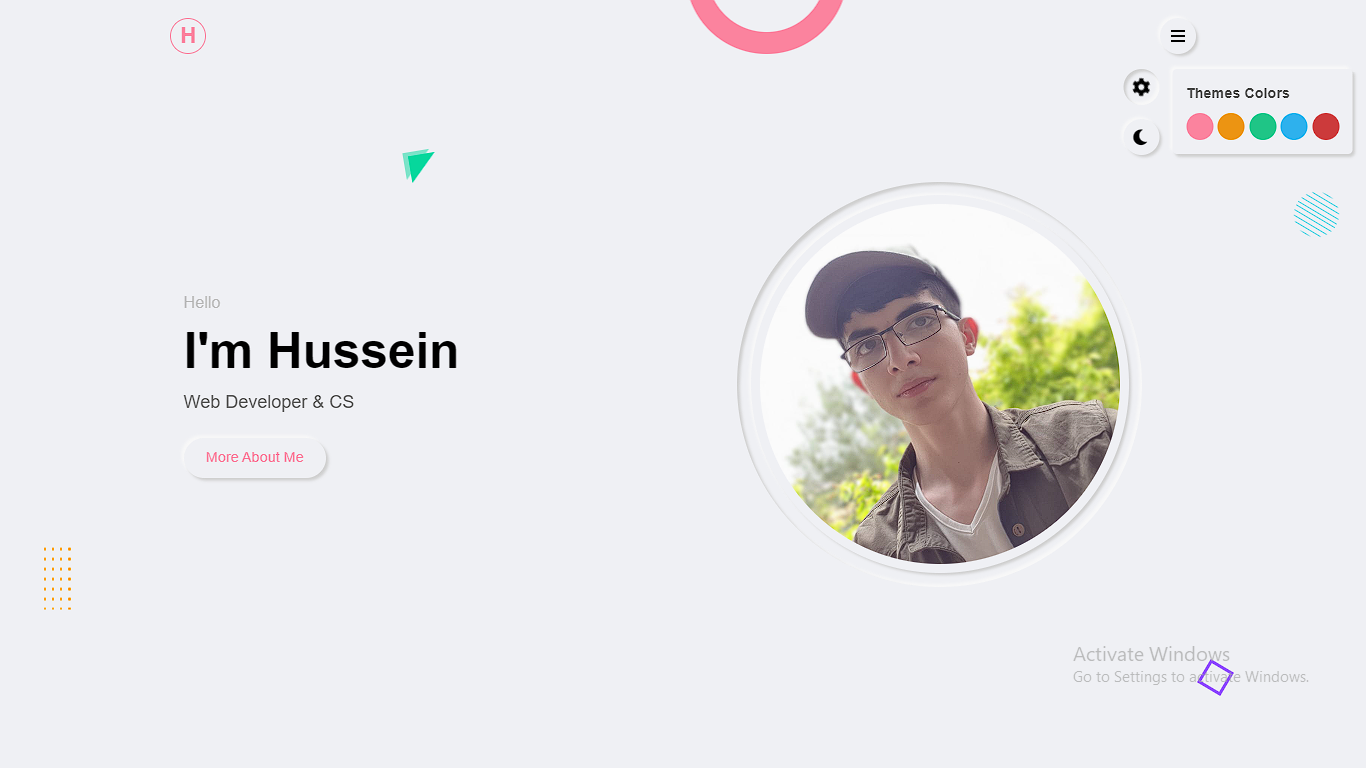 H
Themes Colors
Hello
I'm Hussein
Web Developer & CS
More About Me
Activate Windows
Go to Settings to activate Windows.